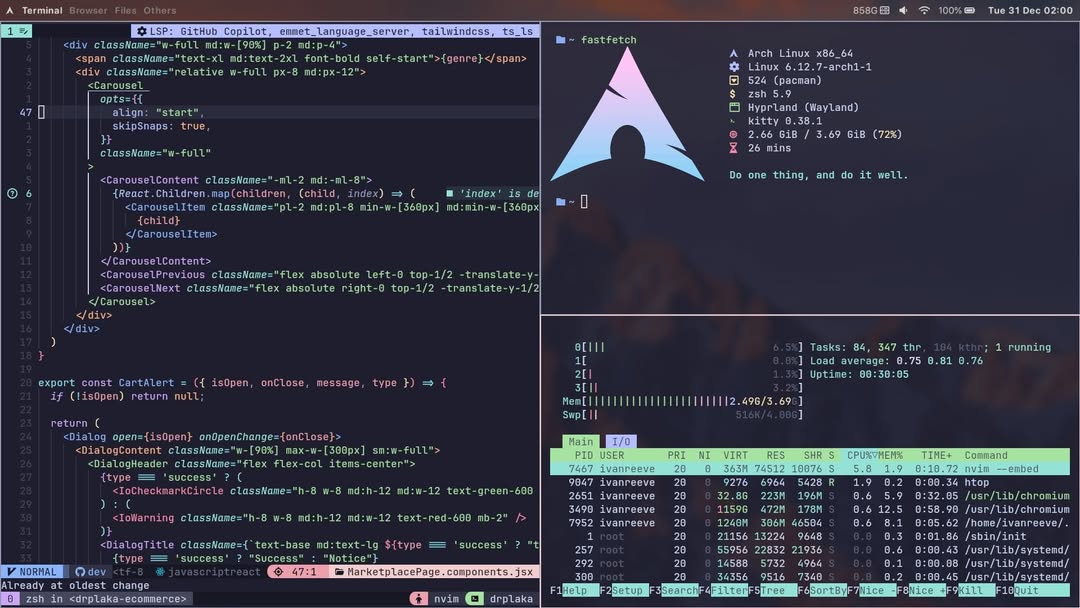 Terminal Browser Files Others
858G 100% Tue 31 Dec 02:00
1 LSP: GitHub Copilot, emmet_language_server, tailwindcss, ts_ls
5 <div className="w-full md:w-[90%] p-2 md:p-4">
4 <span className="text-xl md:text-2xl font-bold self-start">{genre}</span>
3 <div className="relative w-full px-8 md:px-12">
2 <Carousel
1 opts={{
47 align: "start",
1 skipSnaps: true,
2 }}
3 className="w-full"
4 >
5 <CarouselContent className="-ml-2 md:-ml-8">
6 {React.Children.map(children, (child, index) => ( ■ 'index' is de
7 <CarouselItem className="pl-2 md:pl-8 min-w-[360px] md:min-w-[360px
8 {child}
9 </CarouselItem>
10 ))}
11 </CarouselContent>
12 <CarouselPrevious className="flex absolute left-0 top-1/2 -translate-y-
13 <CarouselNext className="flex absolute right-0 top-1/2 -translate-y-1/2
14 </Carousel>
15 </div>
16 </div>
17 )
18 }
19
20 export const CartAlert = ({ isOpen, onClose, message, type }) => {
21 if (!isOpen) return null;
22
23 return (
24 <Dialog open={isOpen} onOpenChange={onClose}>
25 <DialogContent className="w-[90%] max-w-[300px] sm:w-full">
26 <DialogHeader className="flex flex-col items-center">
27 {type === 'success' ? (
28 <IoCheckmarkCircle className="h-8 w-8 md:h-12 md:w-12 text-green-600
29 ) : (
30 <IoWarning className="h-8 w-8 md:h-12 md:w-12 text-red-600 mb-2" />
31 )}
32 <DialogTitle className={`text-base md:text-lg ${type === 'success' ? "t
33 {type === 'success' ? "Success" : "Notice"}
NORMAL dev <tf-8 javascriptreact 47:1 MarketplacePage.components.jsx
Already at oldest change
0 zsh in <drplaka-ecommerce> nvim drplaka
~ fastfetch
Arch Linux x86_64
Linux 6.12.7-arch1-1
524 (pacman)
$ zsh 5.9
Hyprland (Wayland)
kitty 0.38.1
2.66 GiB / 3.69 GiB (72%)
26 mins
Do one thing, and do it well.
~
0[||| 6.5%] Tasks: 84, 347 thr, 104 kthr; 1 running
1[ 0.0%] Load average: 0.75 0.81 0.76
2[| 1.3%] Uptime: 00:30:05
3[|| 3.2%]
Mem[||||||||||||||||||||||||2.49G/3.69G]
Swp[|| 516K/4.00G]
Main I/O
PID USER PRI NI VIRT RES SHR S CPU%▽MEM% TIME+ Command
7467 ivanreeve 20 0 363M 74512 10076 S 5.8 1.9 0:10.72 nvim --embed
9047 ivanreeve 20 0 9276 6964 5428 R 1.9 0.2 0:00.34 htop
2651 ivanreeve 20 0 32.8G 223M 196M S 0.6 5.9 0:32.05 /usr/lib/chromium
3490 ivanreeve 20 0 1159G 472M 178M S 0.6 12.5 0:58.90 /usr/lib/chromium
7952 ivanreeve 20 0 1240M 306M 46504 S 0.6 8.1 0:05.62 /home/ivanreeve/.
1 root 20 0 21156 13224 9648 S 0.0 0.3 0:01.86 /sbin/init
257 root 20 0 55956 22832 21936 S 0.0 0.6 0:00.43 /usr/lib/systemd/
292 root 20 0 14588 5732 4964 S 0.0 0.1 0:00.08 /usr/lib/systemd/
300 root 20 0 34356 9516 7340 S 0.0 0.2 0:00.45 /usr/lib/systemd/
F1Help F2Setup F3SearchF4FilterF5Tree F6SortByF7Nice -F8Nice +F9Kill F10Quit